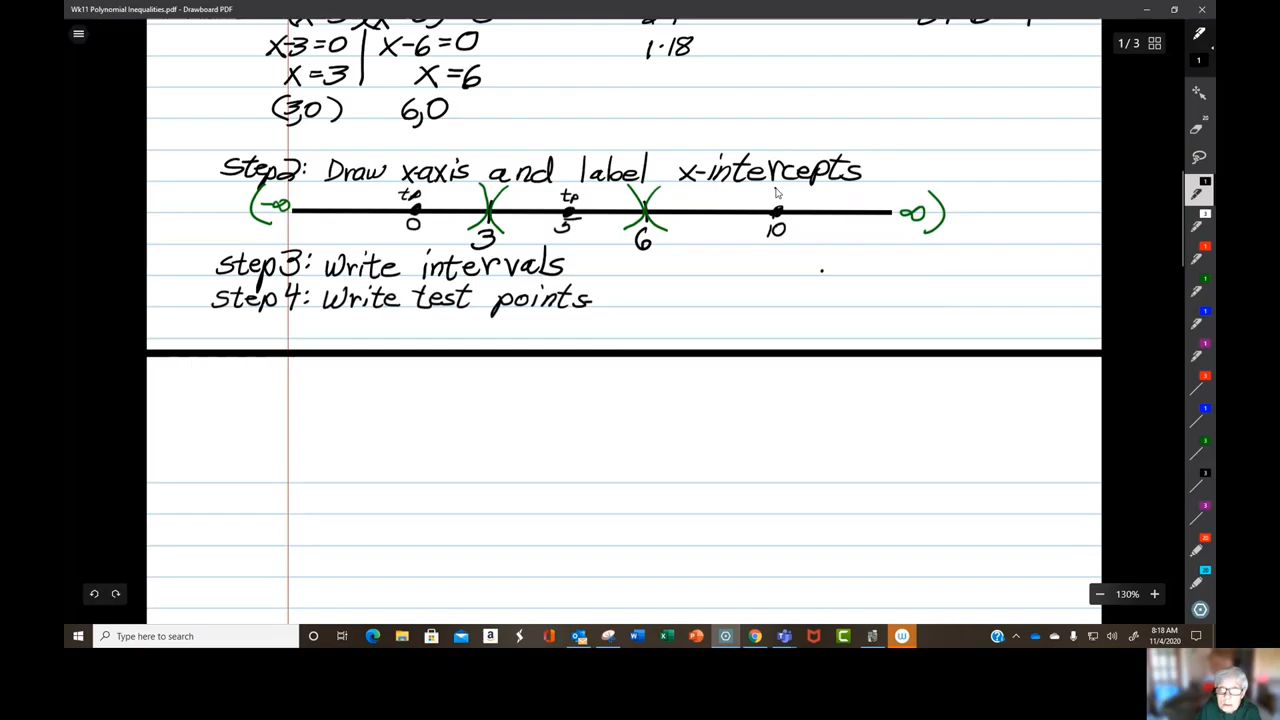 Wk11 Polynomial Inequalities.pdf - Drawboard PDF
1 / 3
x-3=0 | x-6=0
1·18
x=3 x=6
(3,0) 6,0
Step2: Draw x-axis and label x-intercepts
tp tp
(-∞ ∞)
0 3 5 6 10
step3: Write intervals
step4: Write test points
130%
Type here to search
8:18 AM
11/4/2020